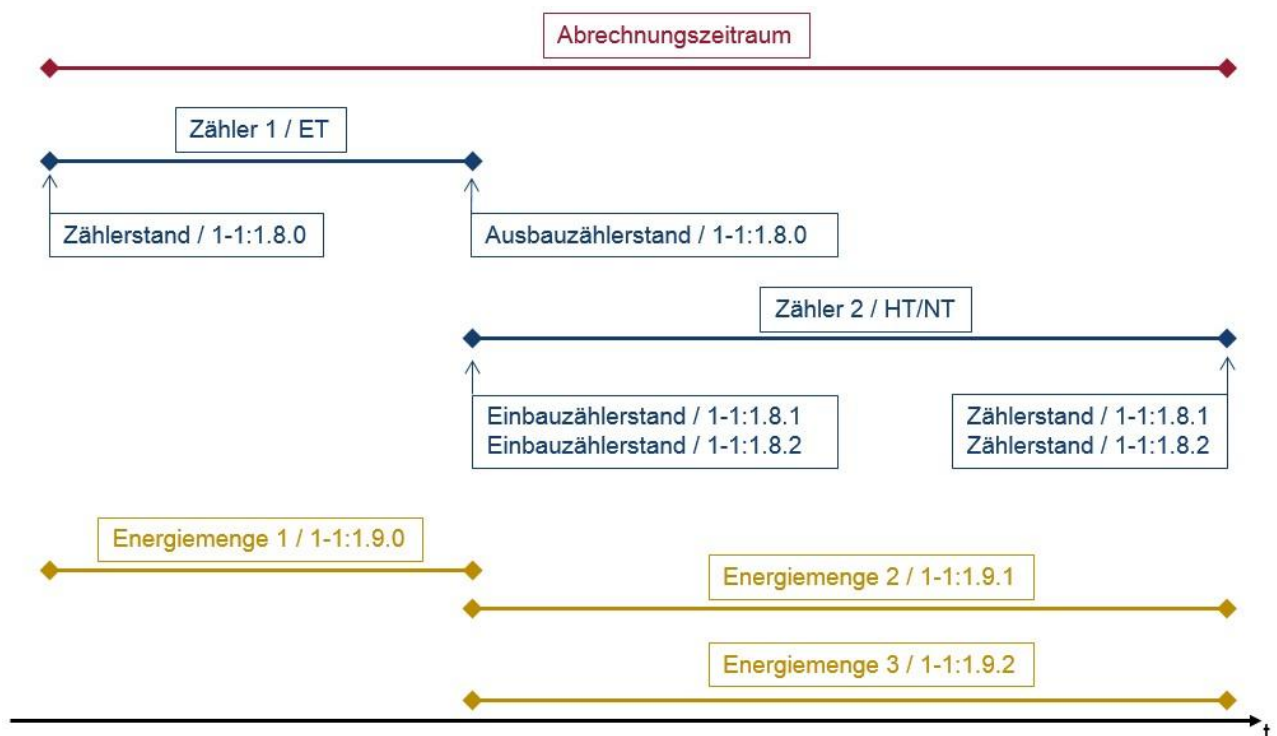 Abrechnungszeitraum
Zähler 1 / ET
Zählerstand / 1-1:1.8.0
Ausbauzählerstand / 1-1:1.8.0
Zähler 2 / HT/NT
Einbauzählerstand / 1-1:1.8.1
Einbauzählerstand / 1-1:1.8.2
Zählerstand / 1-1:1.8.1
Zählerstand / 1-1:1.8.2
Energiemenge 1 / 1-1:1.9.0
Energiemenge 2 / 1-1:1.9.1
Energiemenge 3 / 1-1:1.9.2
t